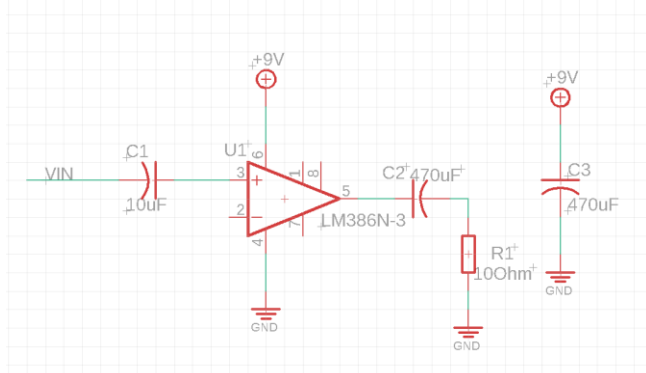 +9V
+9V
C1
U1
6
VIN
3
1
8
C2
470uF
C3
10uF
5
470uF
2
LM386N-3
7
4
R1
10Ohm
GND
GND
GND